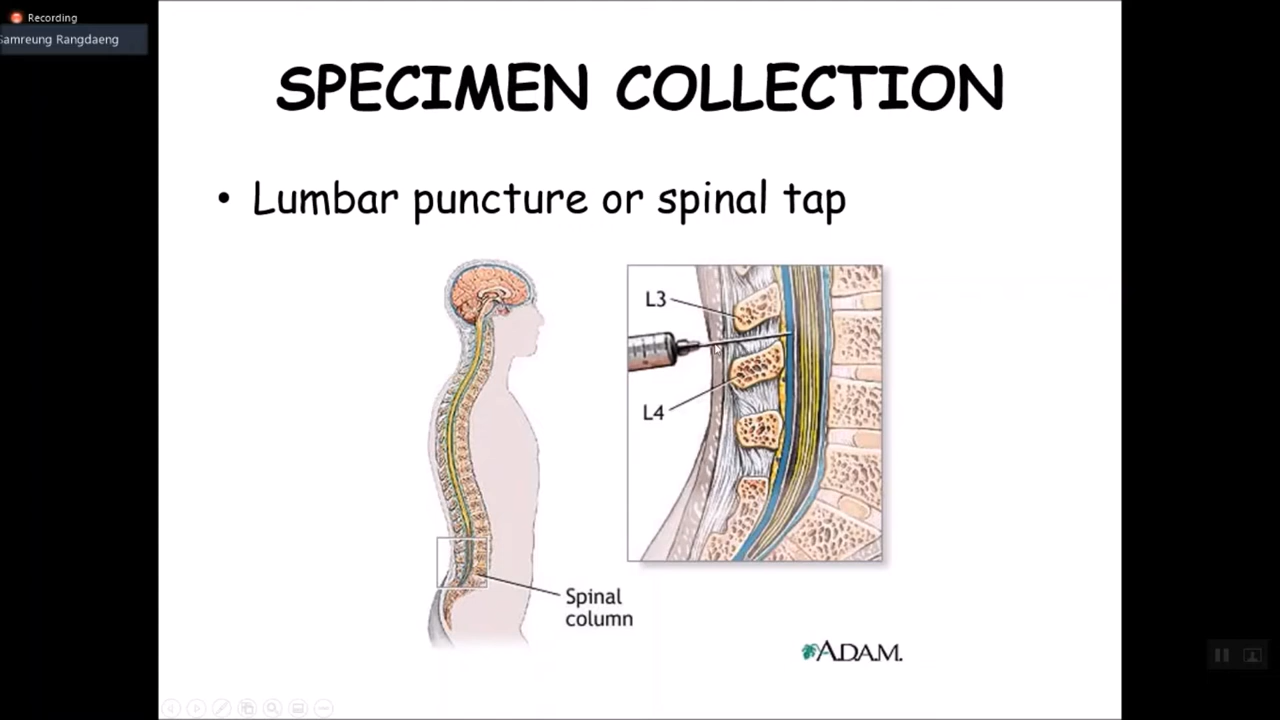 Recording
Samreung Rangdaeng
SPECIMEN COLLECTION
• Lumbar puncture or spinal tap
L3
L4
Spinal
column
A.D.A.M.